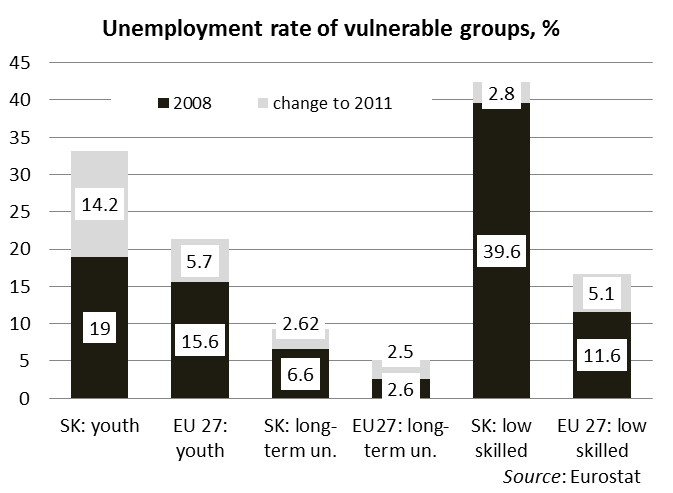 Unemployment rate of vulnerable groups, %
45
40
35
30
25
20
15
10
5
0
2008
change to 2011
14.2
19
5.7
15.6
2.62
6.6
2.5
2.6
2.8
39.6
5.1
11.6
SK: youth
EU 27:
youth
SK: long-
term un.
EU27: long-
term un.
SK: low
skilled
EU 27: low
skilled
Source: Eurostat